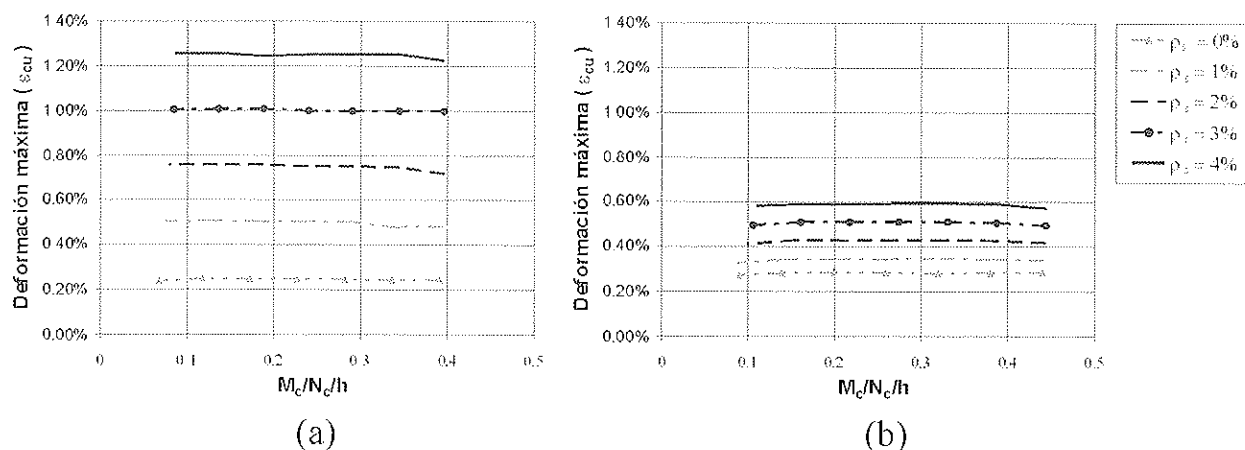 Deformación máxima ( εcu)
1 40%
1.20%
1 00%
0.80%
0.60%
0.40%
0.20%
0.00%
0
0 1
0.2
0.3
0.4
0.5
Mc/Nc/h
(a)
Deformación máxima ( εcu)
1 40%
1.20%
1.00%
0.80%
0.60%
0.40%
0.20%
0.00%
0
0.1
0.2
0.3
0.4
0.5
Mc/Nc/h
(b)
ρs = 0%
ρs = 1%
ρs = 2%
ρs = 3%
ρs = 4%